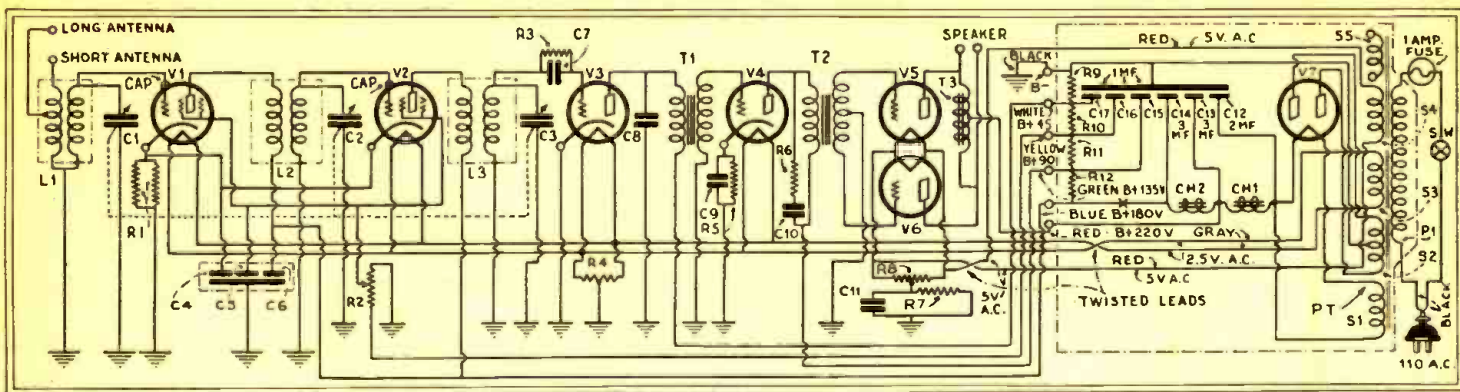 LONG ANTENNA
SHORT ANTENNA
CAP
V1
C1
R1
L1
L2
CAP
V2
C2
L3
C3
R3
C7
V3
C8
T1
V4
T2
V5
SPEAKER
T3
V6
C9
R5
R6
C10
R4
R2
C4
C5
C6
R8
R7
C11
5V.
A.C.
TWISTED LEADS
BLACK
B-
WHITE
B+45
YELLOW
B+90
GREEN B+135V
BLUE B+180V
RED - B+220V GRAY
2.5V. A.C.
RED
5V A.C
R9
1MF.
R10
R11
R12
C17
C16
C15
C14
3
MF
C13
3
MF
C12
2 MF
CH2
CH1
RED
5V. A.C
V7
S5
S4
S3
P1
S2
S1
PT
1 AMP.
FUSE
SW
BLACK
110 A.C.